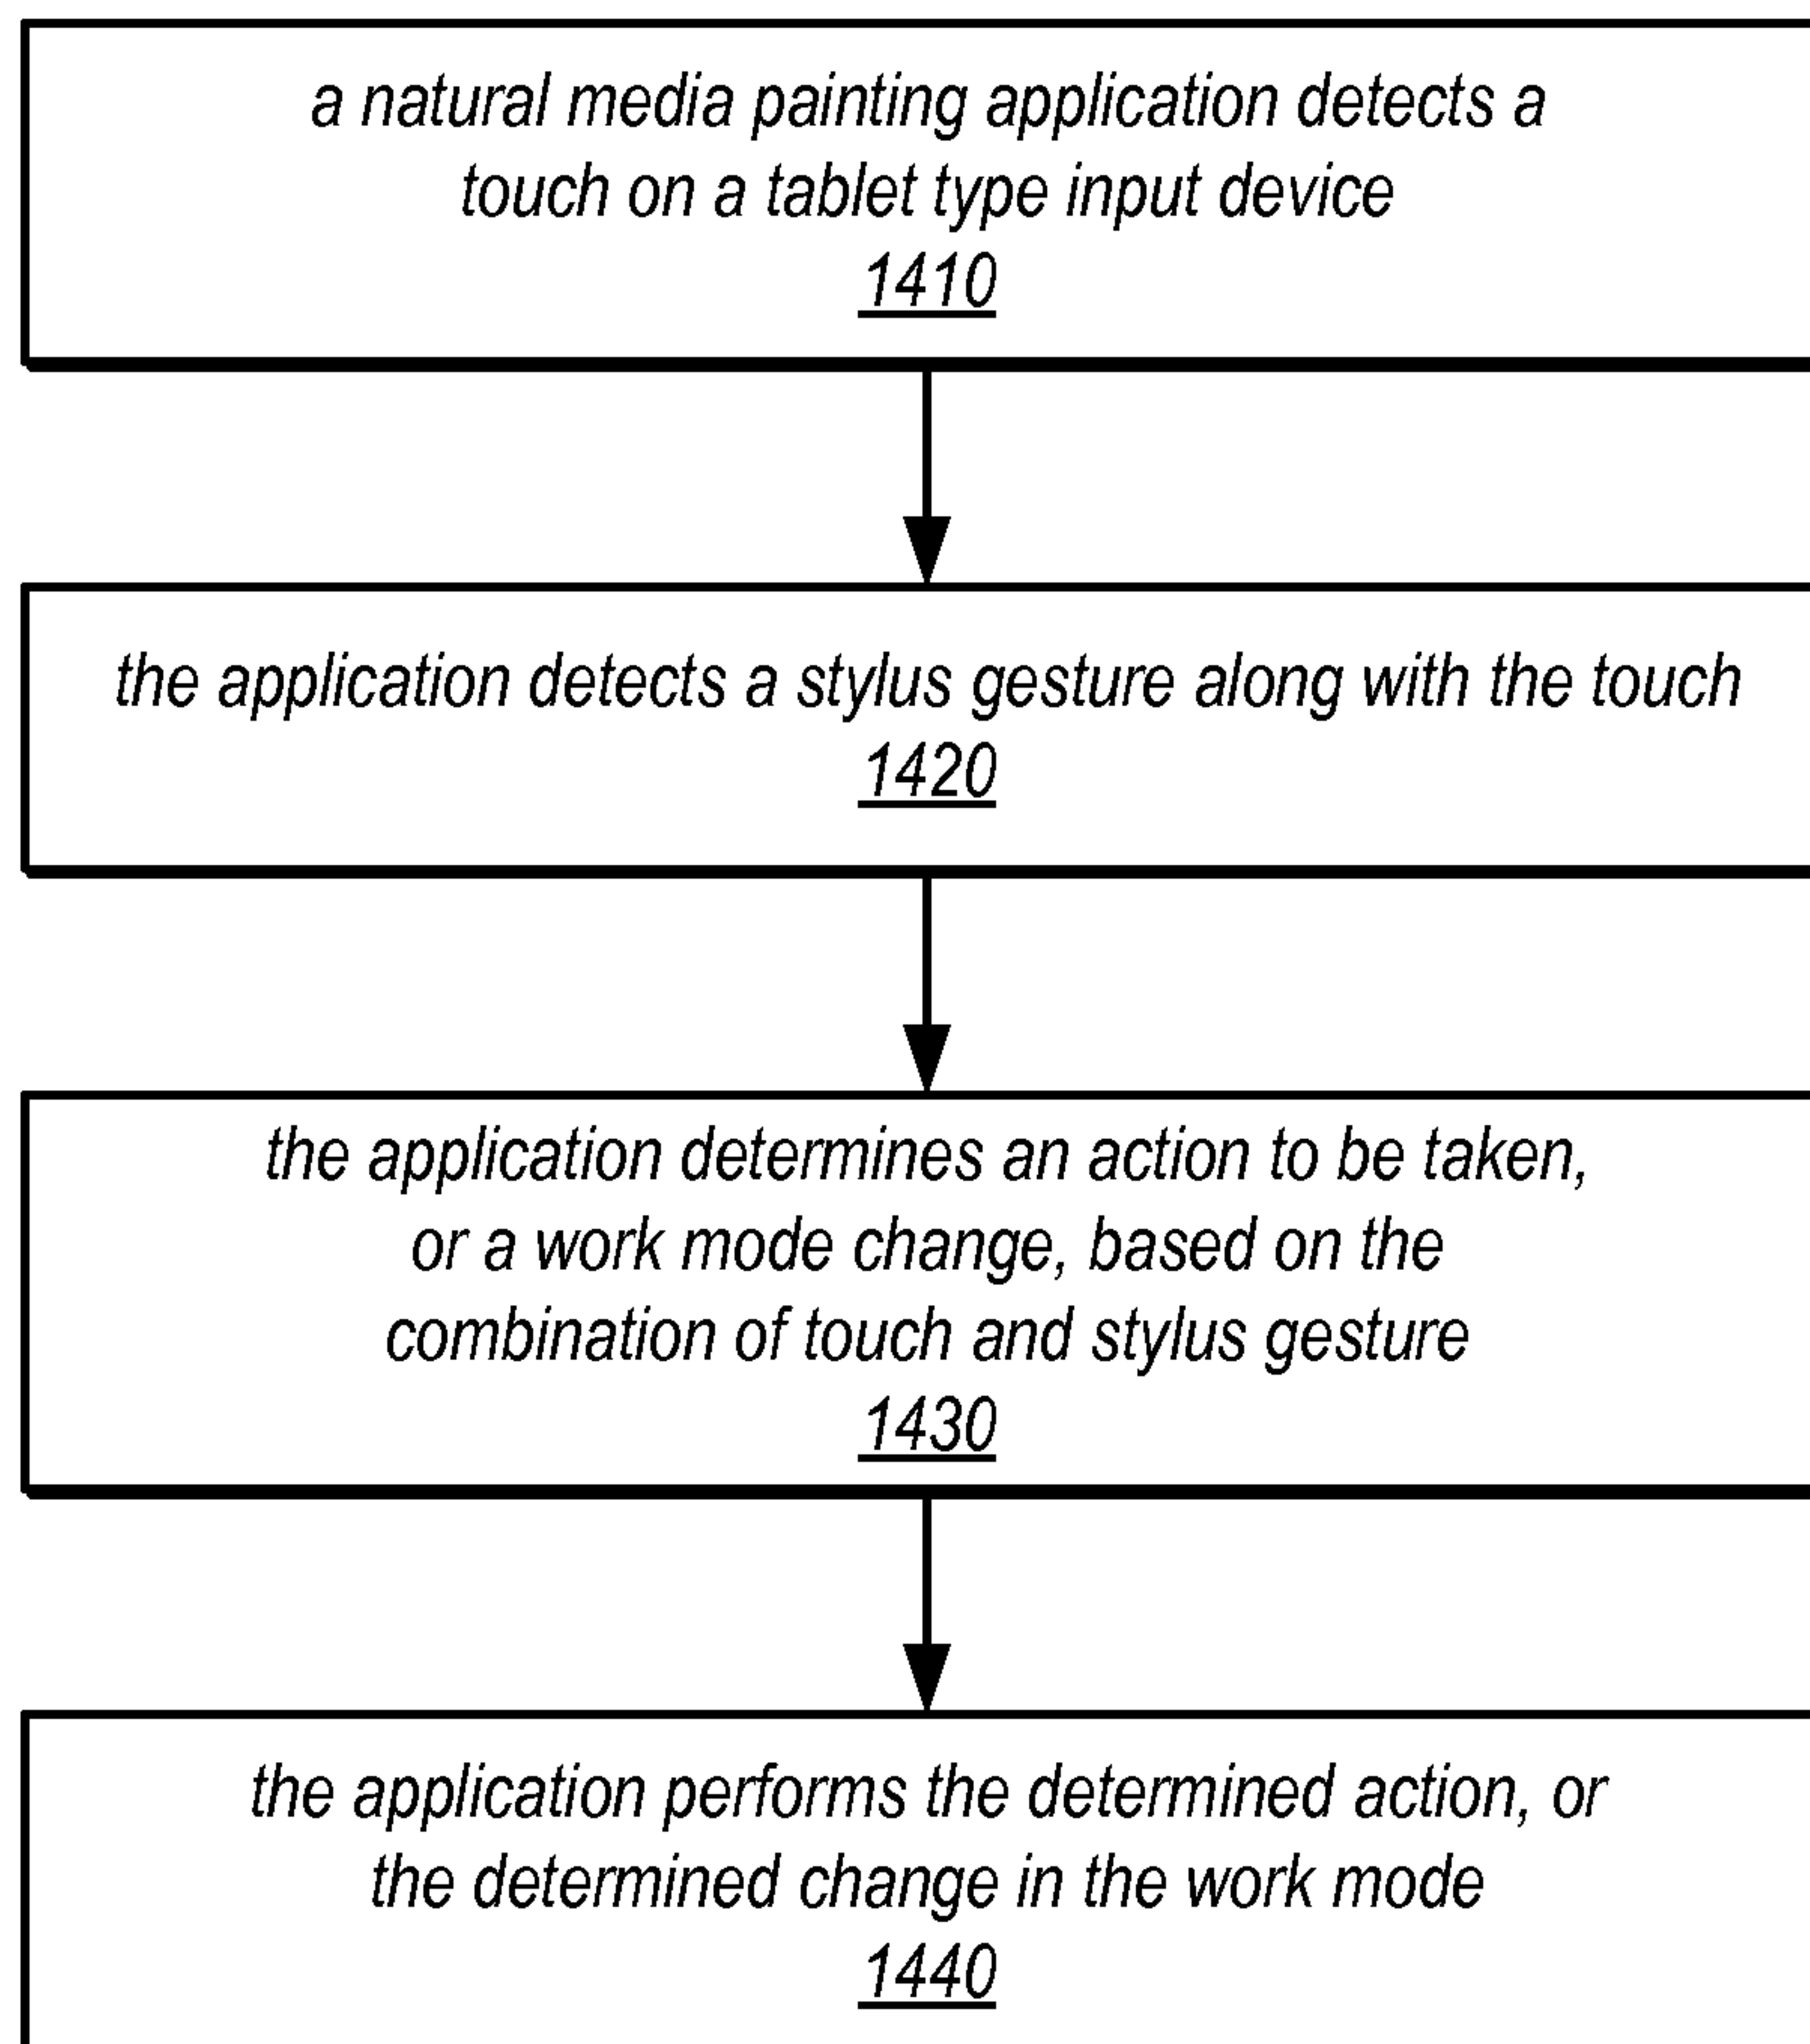 a natural media painting application detects a
touch on a tablet type input device
1410
the application detects a stylus gesture along with the touch
1420
the application determines an action to be taken,
or a work mode change, based on the
combination of touch and stylus gesture
1430
the application performs the determined action, or
the determined change in the work mode
1440